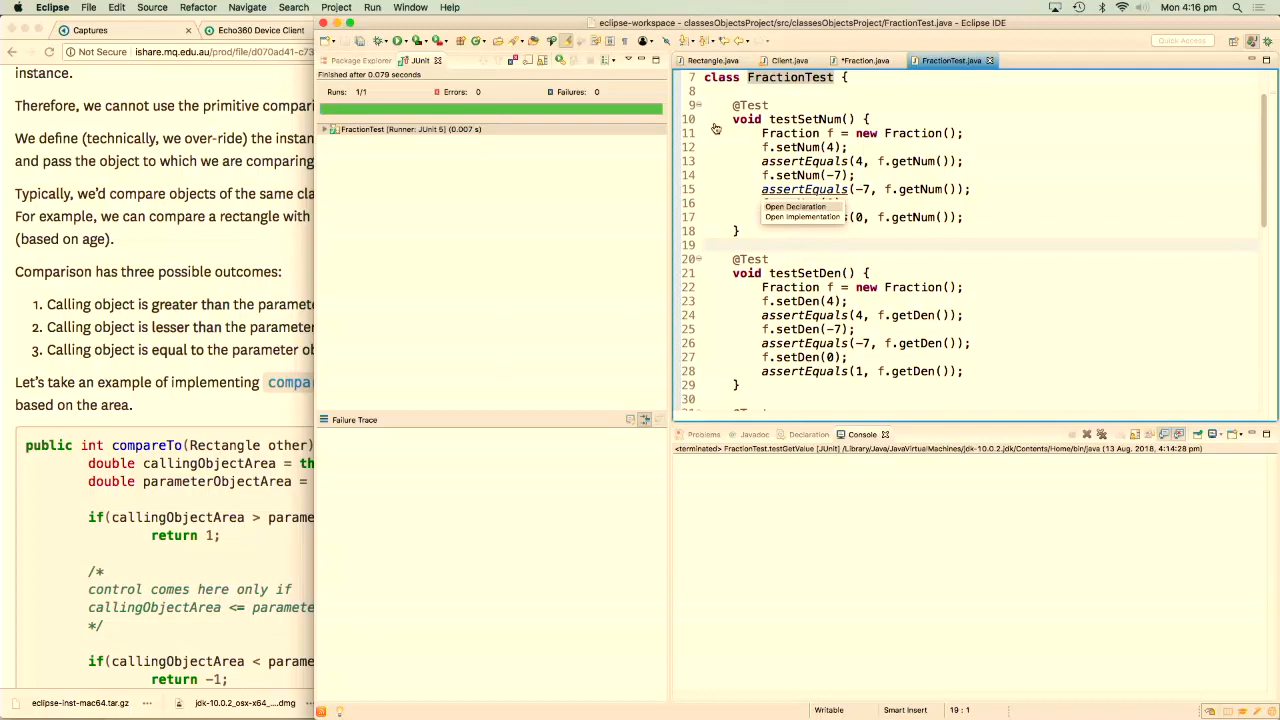 Eclipse File Edit Source Refactor Navigate Search Project Run Window Help Mon 4:16 pm
Captures Echo360 Device Client
Not Secure ishare.mq.edu.au/prod/file/d070ad41-c73
instance.
Therefore, we cannot use the primitive compari
We define (technically, we over-ride) the instan
and pass the object to which we are comparing
Typically, we'd compare objects of the same cla
For example, we can compare a rectangle with
(based on age).
Comparison has three possible outcomes:
1. Calling object is greater than the parameter
2. Calling object is lesser than the parameter
3. Calling object is equal to the parameter ob
Let's take an example of implementing compa
based on the area.
public int compareTo(Rectangle other)
double callingObjectArea = th
double parameterObjectArea =
if(callingObjectArea > parame
return 1;
/*
control comes here only if
callingObjectArea <= paramete
*/
if(callingObjectArea < parame
return -1;
eclipse-inst-mac64.tar.gz jdk-10.0.2_osx-x64_....dmg
eclipse-workspace - classesObjectsProject/src/classesObjectsProject/FractionTest.java - Eclipse IDE
Quick Access
Package Explorer JUnit
Finished after 0.079 seconds
Runs: 1/1 Errors: 0 Failures: 0
FractionTest [Runner: JUnit 5] (0.007 s)
Failure Trace
Rectangle.java Client.java *Fraction.java FractionTest.java
7 class FractionTest {
8
9 @Test
10 void testSetNum() {
11 Fraction f = new Fraction();
12 f.setNum(4);
13 assertEquals(4, f.getNum());
14 f.setNum(-7);
15 assertEquals(-7, f.getNum());
16
Open Declaration
Open Implementation
17 (0, f.getNum());
18 }
19
20 @Test
21 void testSetDen() {
22 Fraction f = new Fraction();
23 f.setDen(4);
24 assertEquals(4, f.getDen());
25 f.setDen(-7);
26 assertEquals(-7, f.getDen());
27 f.setDen(0);
28 assertEquals(1, f.getDen());
29 }
30
Problems Javadoc Declaration Console
<terminated> FractionTest.testGetValue [JUnit] /Library/Java/JavaVirtualMachines/jdk-10.0.2.jdk/Contents/Home/bin/java (13 Aug. 2018, 4:14:28 pm)
Writable Smart Insert 19 : 1